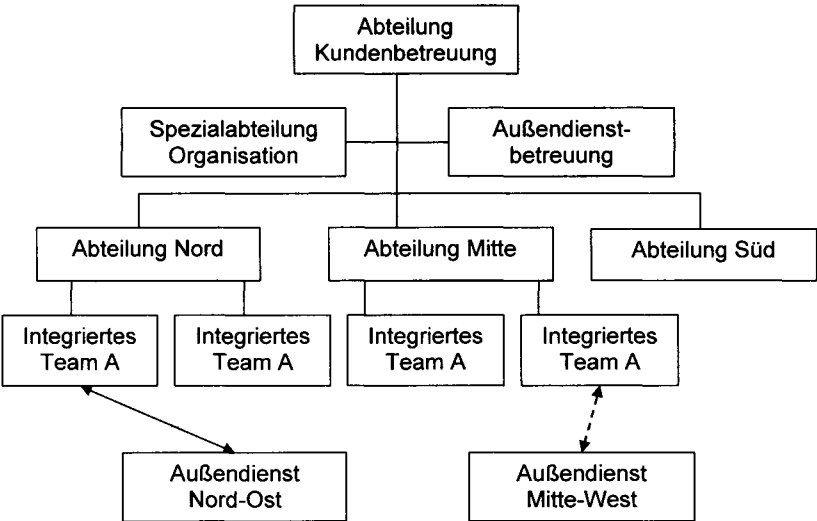 Abteilung
Kundenbetreuung
Spezialabteilung
Organisation
Außendienst-
betreuung
Abteilung Nord
Abteilung Mitte
Abteilung Süd
Integriertes
Team A
Integriertes
Team A
Integriertes
Team A
Integriertes
Team A
Außendienst
Nord-Ost
Außendienst
Mitte-West